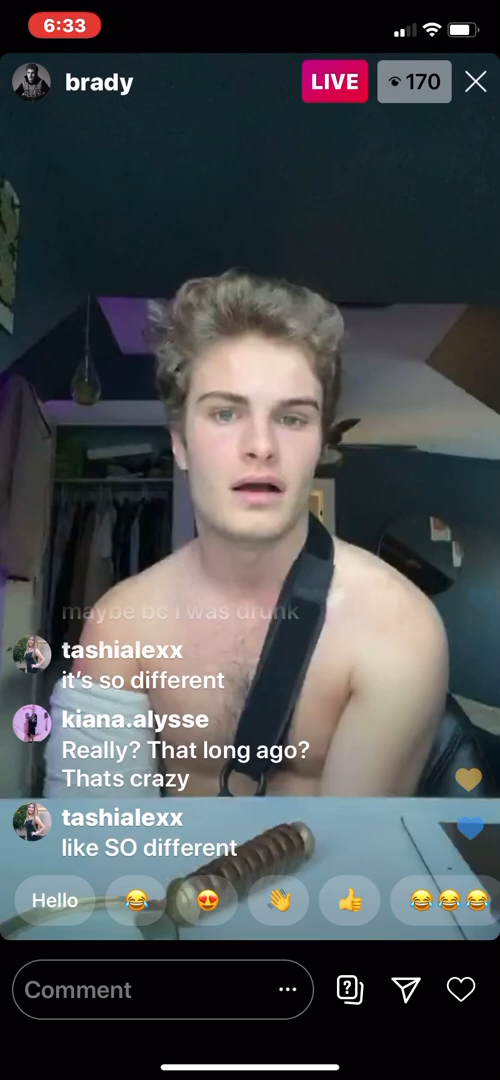 6:33
brady
LIVE
170
maybe bc I was drunk
tashialexx
it's so different
kiana.alysse
Really? That long ago?
Thats crazy
tashialexx
like SO different
Hello
Comment